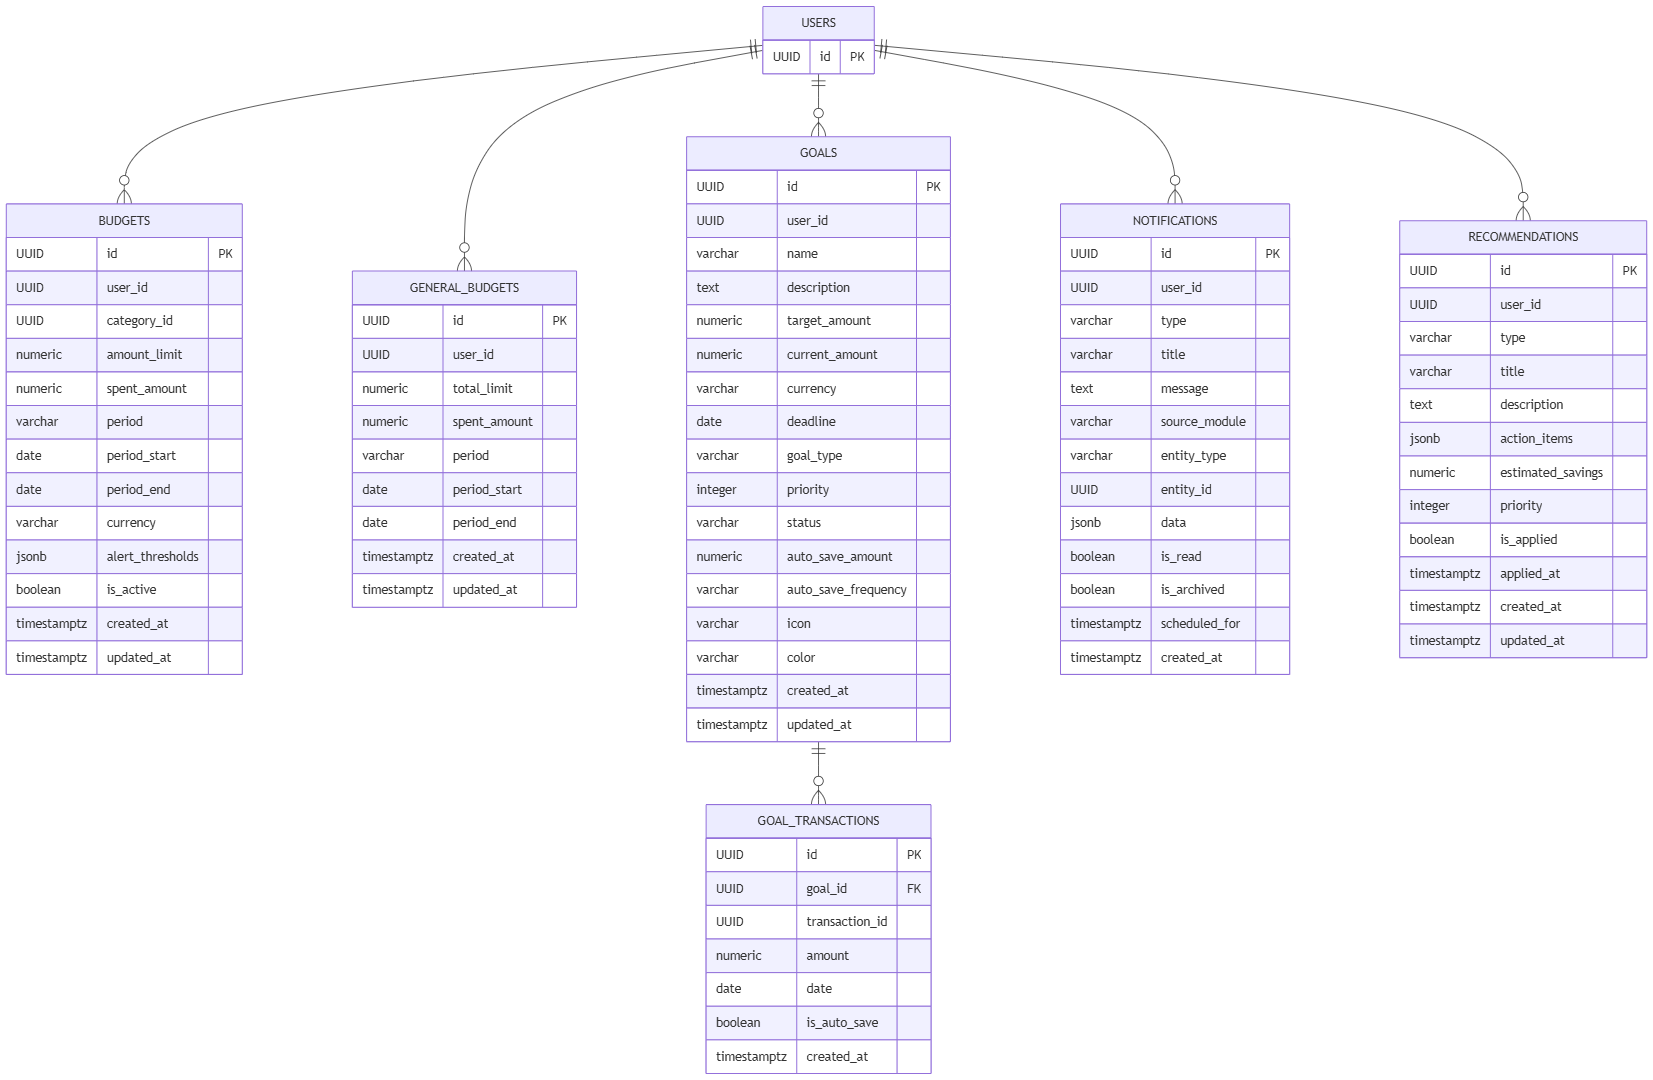 USERS
UUID id PK
BUDGETS
UUID id PK
UUID user_id
UUID category_id
numeric amount_limit
numeric spent_amount
varchar period
date period_start
date period_end
varchar currency
jsonb alert_thresholds
boolean is_active
timestamptz created_at
timestamptz updated_at
GENERAL_BUDGETS
UUID id PK
UUID user_id
numeric total_limit
numeric spent_amount
varchar period
date period_start
date period_end
timestamptz created_at
timestamptz updated_at
GOALS
UUID id PK
UUID user_id
varchar name
text description
numeric target_amount
numeric current_amount
varchar currency
date deadline
varchar goal_type
integer priority
varchar status
numeric auto_save_amount
varchar auto_save_frequency
varchar icon
varchar color
timestamptz created_at
timestamptz updated_at
NOTIFICATIONS
UUID id PK
UUID user_id
varchar type
varchar title
text message
varchar source_module
varchar entity_type
UUID entity_id
jsonb data
boolean is_read
boolean is_archived
timestamptz scheduled_for
timestamptz created_at
RECOMMENDATIONS
UUID id PK
UUID user_id
varchar type
varchar title
text description
jsonb action_items
numeric estimated_savings
integer priority
boolean is_applied
timestamptz applied_at
timestamptz created_at
timestamptz updated_at
GOAL_TRANSACTIONS
UUID id PK
UUID goal_id FK
UUID transaction_id
numeric amount
date date
boolean is_auto_save
timestamptz created_at